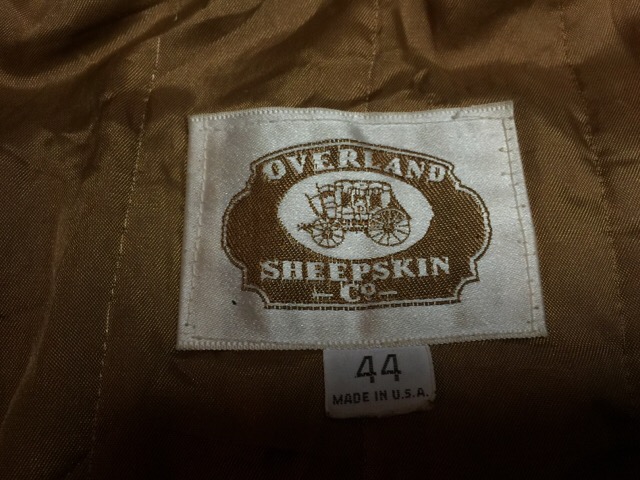 OVERLAND
SHEEPSKIN
Co
44
MADE IN U.S.A.